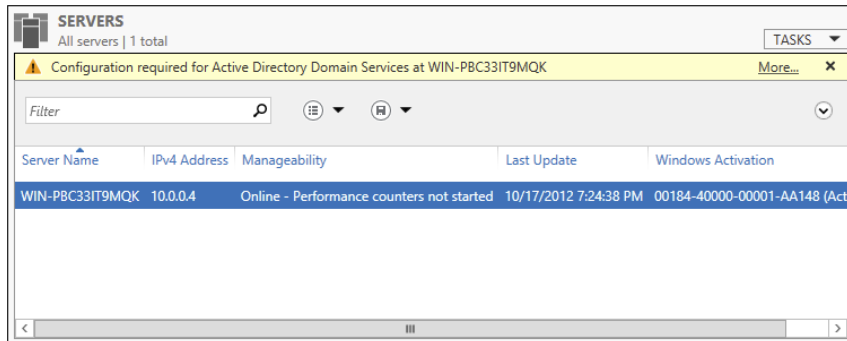 SERVERS
All servers | 1 total
TASKS
Configuration required for Active Directory Domain Services at WIN-PBC33IT9MQK More...
Filter
Server Name IPv4 Address Manageability Last Update Windows Activation
WIN-PBC33IT9MQK 10.0.0.4 Online - Performance counters not started 10/17/2012 7:24:38 PM 00184-40000-00001-AA148 (Act